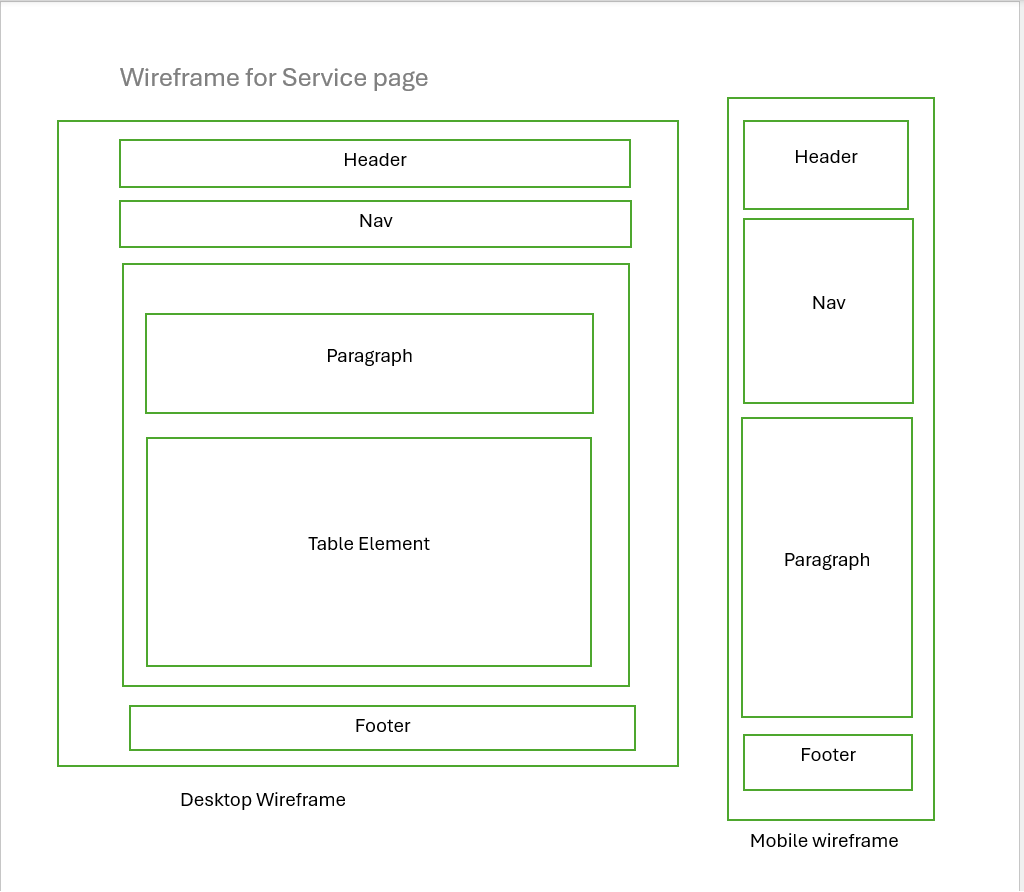 Wireframe for Service page
Header
Nav
Paragraph
Table Element
Footer
Desktop Wireframe
Header
Nav
Paragraph
Footer
Mobile wireframe